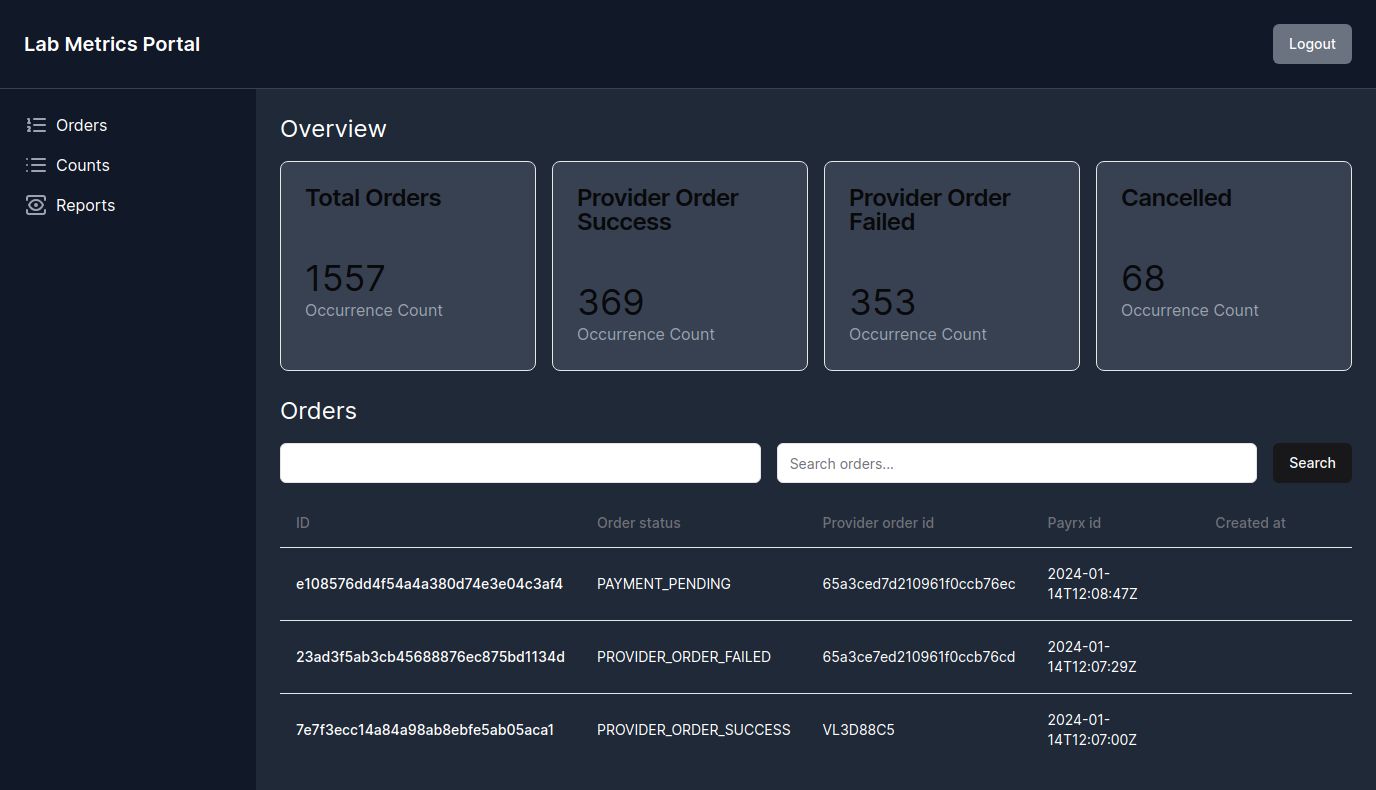 Lab Metrics Portal
Logout
Orders
Counts
Reports
Overview
Total Orders
1557
Occurrence Count
Provider Order
Success
369
Occurrence Count
Provider Order
Failed
353
Occurrence Count
Cancelled
68
Occurrence Count
Orders
Search orders...
Search
ID Order status Provider order id Payrx id Created at
e108576dd4f54a4a380d74e3e04c3af4 PAYMENT_PENDING 65a3ced7d210961f0ccb76ec 2024-01-
14T12:08:47Z
23ad3f5ab3cb45688876ec875bd1134d PROVIDER_ORDER_FAILED 65a3ce7ed210961f0ccb76cd 2024-01-
14T12:07:29Z
7e7f3ecc14a84a98ab8ebfe5ab05aca1 PROVIDER_ORDER_SUCCESS VL3D88C5 2024-01-
14T12:07:00Z